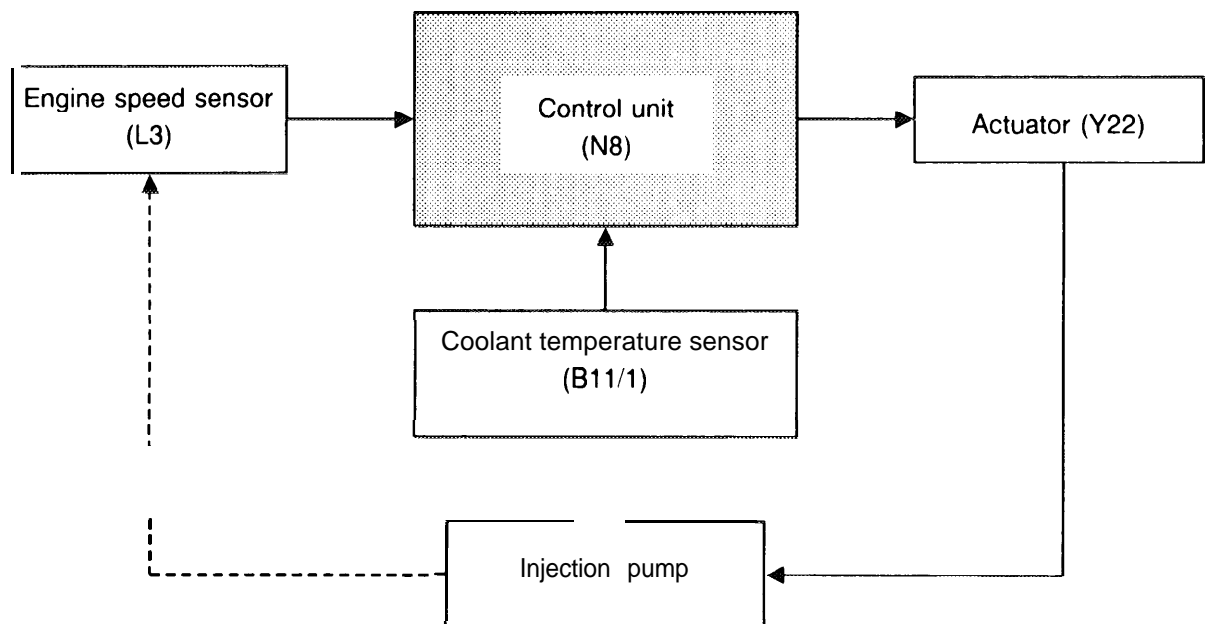 Engine speed sensor
(L3)
Control unit
(N8)
Actuator (Y22)
Coolant temperature sensor
(B11/1)
Injection pump